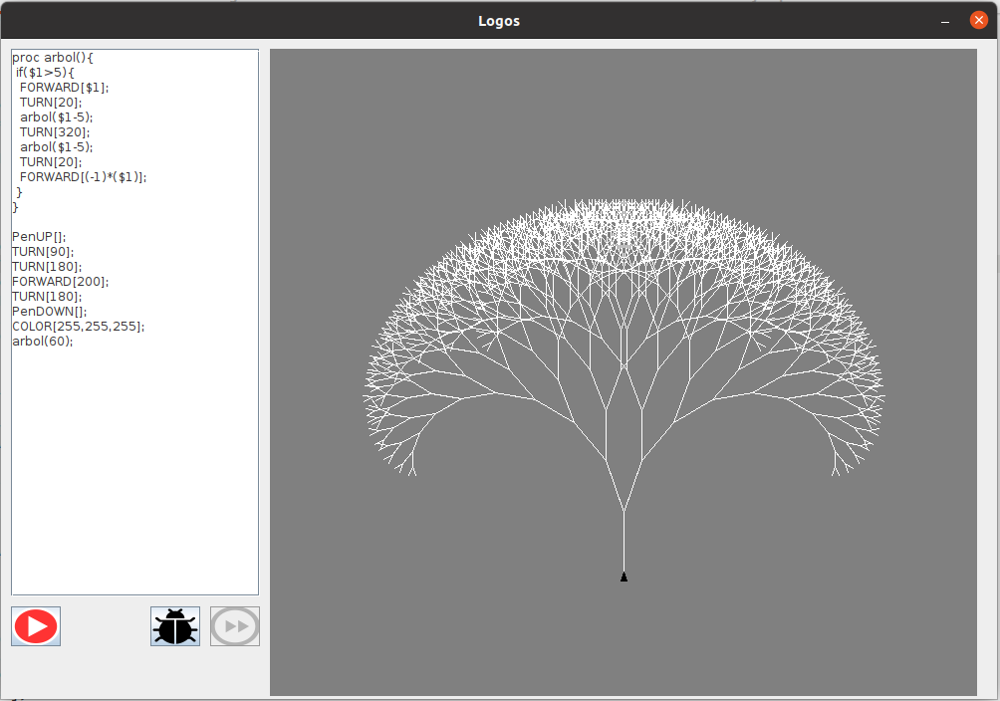 Logos
proc arbol(){
if($1>5){
FORWARD[$1];
TURN[20];
arbol($1-5);
TURN[320];
arbol($1-5);
TURN[20];
FORWARD[(-1)*($1)];
}
}
PenUP[];
TURN[90];
TURN[180];
FORWARD[200];
TURN[180];
PenDOWN[];
COLOR[255,255,255];
arbol(60);